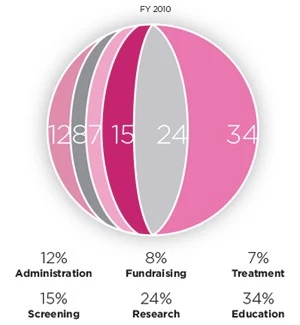 FY 2010
12 8 7 15 24 34
12% 8% 7%
Administration Fundraising Treatment
15% 24% 34%
Screening Research Education